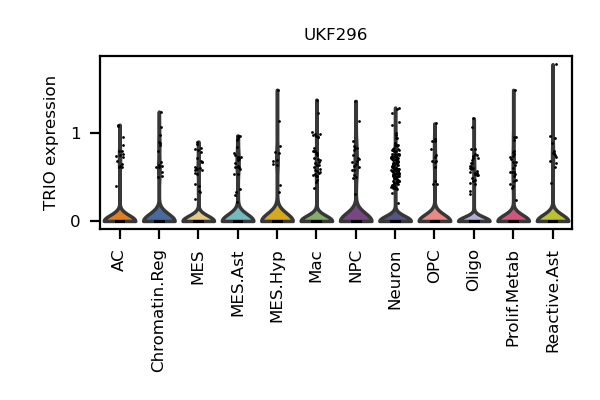 UKF296
TRIO expression
1
0
AC
Chromatin.Reg
MES
MES.Ast
MES.Hyp
Mac
NPC
Neuron
OPC
Oligo
Prolif.Metab
Reactive.Ast